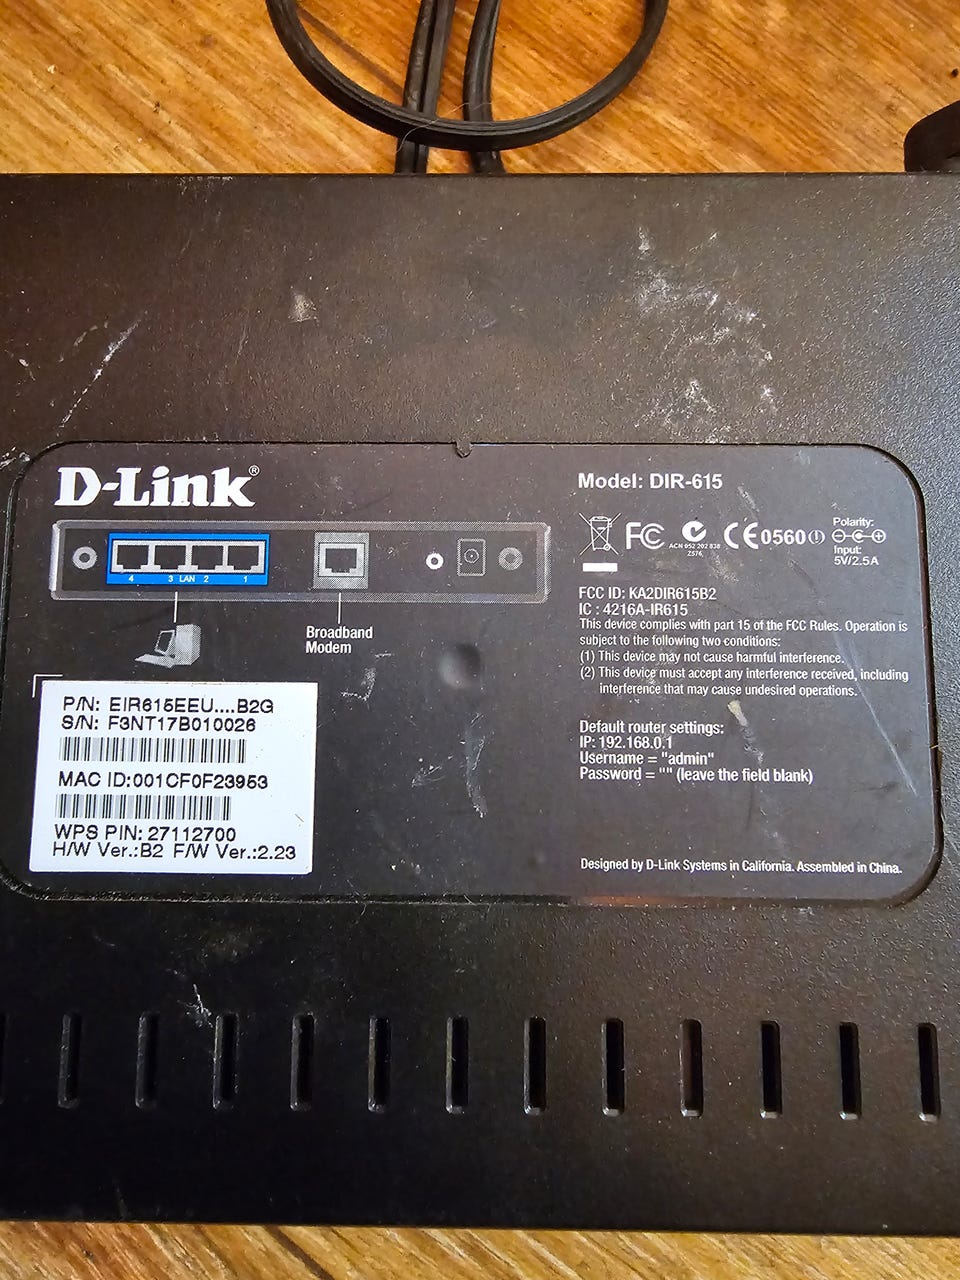 D-Link®
4 3 LAN 2 1
Broadband
Modem
P/N: EIR615EEU....B2G
S/N: F3NT17B010026
MAC ID:001CF0F23953
WPS PIN: 27112700
H/W Ver.:B2 F/W Ver.:2.23
Model: DIR-615
FC
ACN 052 202 838
CE0560
Polarity:
Input:
5V/2.5A
FCC ID: KA2DIR615B2
IC : 4216A-IR615
This device complies with part 15 of the FCC Rules. Operation is
subject to the following two conditions:
(1) This device may not cause harmful interference.
(2) This device must accept any interference received, including
interference that may cause undesired operations.
Default router settings:
IP: 192.168.0.1
Username = "admin"
Password = "" (leave the field blank)
Designed by D-Link Systems in California. Assembled in China.